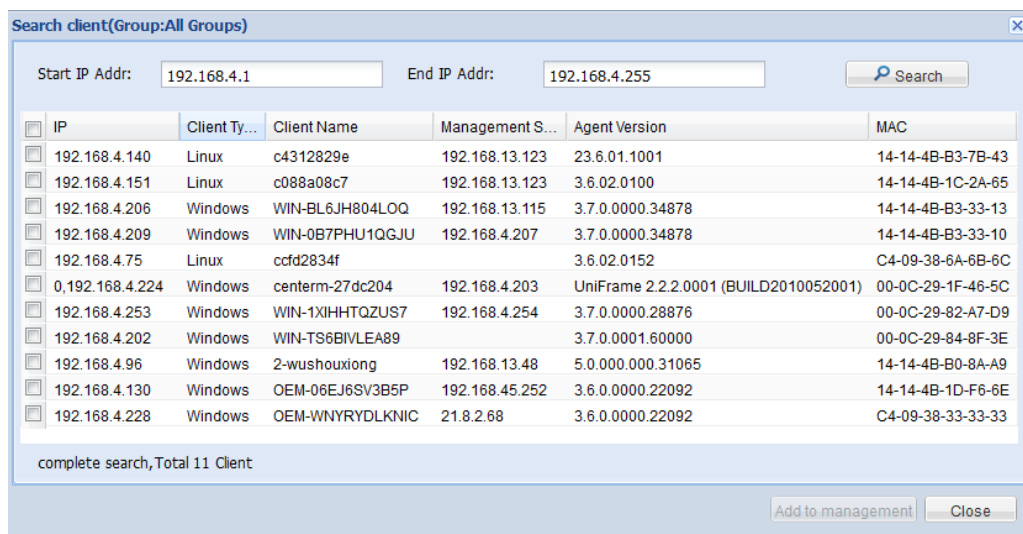 Search client(Group:All Groups)
Start IP Addr: 192.168.4.1 End IP Addr: 192.168.4.255 Search
IP Client Ty... Client Name Management S... Agent Version MAC
192.168.4.140 Linux c4312829e 192.168.13.123 23.6.01.1001 14-14-4B-B3-7B-43
192.168.4.151 Linux c088a08c7 192.168.13.123 3.6.02.0100 14-14-4B-1C-2A-65
192.168.4.206 Windows WIN-BL6JH804LOQ 192.168.13.115 3.7.0.0000.34878 14-14-4B-B3-33-13
192.168.4.209 Windows WIN-0B7PHU1QGJU 192.168.4.207 3.7.0.0000.34878 14-14-4B-B3-33-10
192.168.4.75 Linux ccfd2834f 3.6.02.0152 C4-09-38-6A-6B-6C
0,192.168.4.224 Windows centerm-27dc204 192.168.4.203 UniFrame 2.2.2.0001 (BUILD2010052001) 00-0C-29-1F-46-5C
192.168.4.253 Windows WIN-1XIHHTQZUS7 192.168.4.254 3.7.0.0000.28876 00-0C-29-82-A7-D9
192.168.4.202 Windows WIN-TS6BIVLEA89 3.7.0.0001.60000 00-0C-29-84-8F-3E
192.168.4.96 Windows 2-wushouxiong 192.168.13.48 5.0.000.000.31065 14-14-4B-B0-8A-A9
192.168.4.130 Windows OEM-06EJ6SV3B5P 192.168.45.252 3.6.0.0000.22092 14-14-4B-1D-F6-6E
192.168.4.228 Windows OEM-WNYRYDLKNIC 21.8.2.68 3.6.0.0000.22092 C4-09-38-33-33-33
complete search,Total 11 Client
Add to management Close